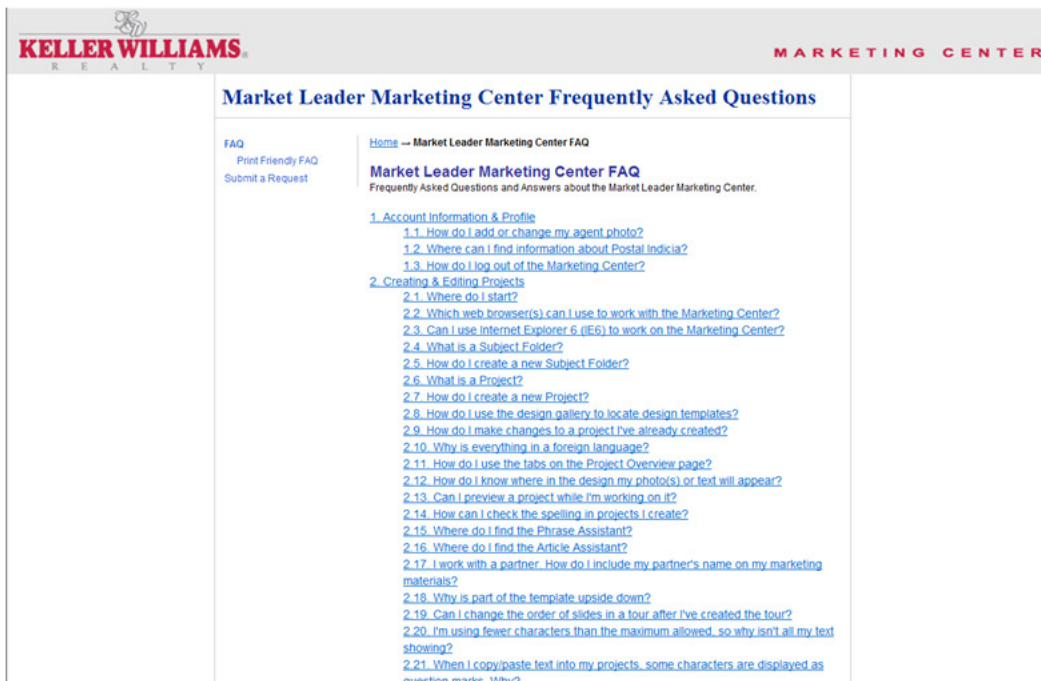 KELLER WILLIAMS®
REALTY
MARKETING CENTER
Market Leader Marketing Center Frequently Asked Questions
FAQ
Print Friendly FAQ
Submit a Request
Home → Market Leader Marketing Center FAQ
Market Leader Marketing Center FAQ
Frequently Asked Questions and Answers about the Market Leader Marketing Center.
1. Account Information & Profile
1.1. How do I add or change my agent photo?
1.2. Where can I find information about Postal Indicia?
1.3. How do I log out of the Marketing Center?
2. Creating & Editing Projects
2.1. Where do I start?
2.2. Which web browser(s) can I use to work with the Marketing Center?
2.3. Can I use Internet Explorer 6 (IE6) to work on the Marketing Center?
2.4. What is a Subject Folder?
2.5. How do I create a new Subject Folder?
2.6. What is a Project?
2.7. How do I create a new Project?
2.8. How do I use the design gallery to locate design templates?
2.9. How do I make changes to a project I've already created?
2.10. Why is everything in a foreign language?
2.11. How do I use the tabs on the Project Overview page?
2.12. How do I know where in the design my photo(s) or text will appear?
2.13. Can I preview a project while I'm working on it?
2.14. How can I check the spelling in projects I create?
2.15. Where do I find the Phrase Assistant?
2.16. Where do I find the Article Assistant?
2.17. I work with a partner. How do I include my partner's name on my marketing
materials?
2.18. Why is part of the template upside down?
2.19. Can I change the order of slides in a tour after I've created the tour?
2.20. I'm using fewer characters than the maximum allowed, so why isn't all my text
showing?
2.21. When I copy/paste text into my projects, some characters are displayed as
question marks. Why?